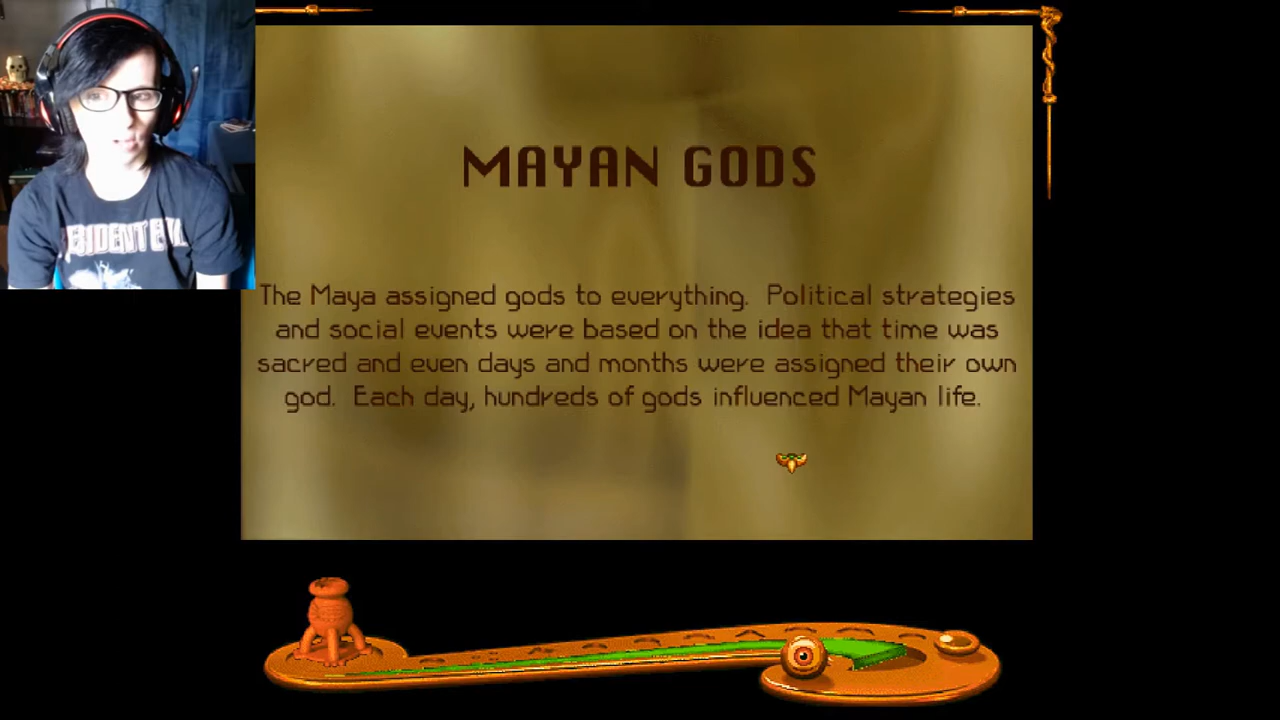 MAYAN GODS
The Maya assigned gods to everything. Political strategies
and social events were based on the idea that time was
sacred and even days and months were assigned their own
god. Each day, hundreds of gods influenced Mayan life.